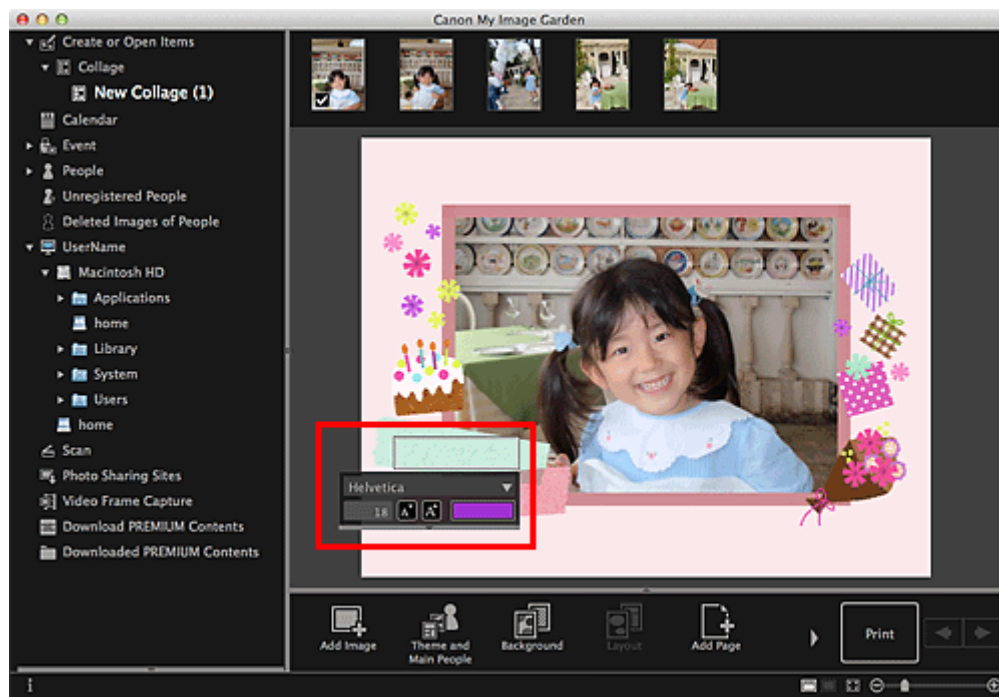 Canon My Image Garden
Create or Open Items
Collage
New Collage (1)
Calendar
Event
People
Unregistered People
Deleted Images of People
UserName
Macintosh HD
Applications
home
Library
System
Users
home
Scan
Photo Sharing Sites
Video Frame Capture
Download PREMIUM Contents
Downloaded PREMIUM Contents
Helvetica
18
Add Image
Theme and
Main People
Background
Layout
Add Page
Print